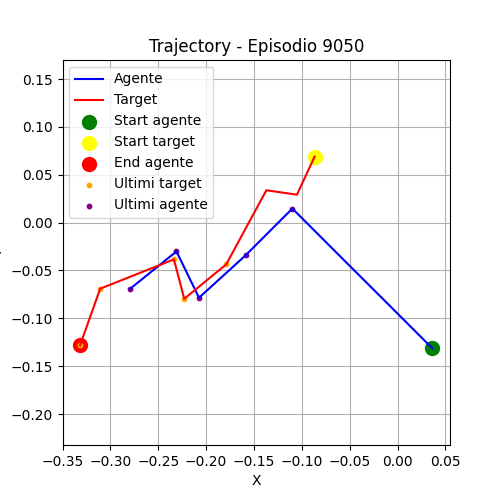 Trajectory - Episodio 9050
Agente
Target
Start agente
Start target
End agente
Ultimi target
Ultimi agente
0.15
0.10
0.05
0.00
−0.05
−0.10
−0.15
−0.20
−0.35 −0.30 −0.25 −0.20 −0.15 −0.10 −0.05 0.00 0.05
X